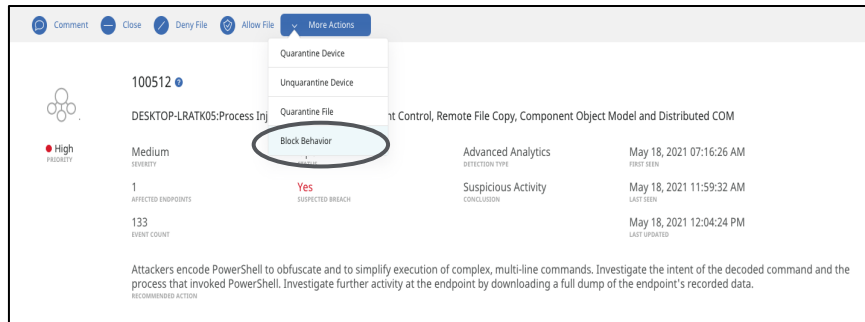 Comment Close Deny File Allow File More Actions
Quarantine Device
Unquarantine Device
Quarantine File
Block Behavior
100512
DESKTOP-LRATK05:Process Inj nt Control, Remote File Copy, Component Object Model and Distributed COM
High
PRIORITY
Medium
SEVERITY
STATUS
Advanced Analytics
DETECTION TYPE
May 18, 2021 07:16:26 AM
FIRST SEEN
1
AFFECTED ENDPOINTS
Yes
SUSPECTED BREACH
Suspicious Activity
CONCLUSION
May 18, 2021 11:59:32 AM
LAST SEEN
133
EVENT COUNT
May 18, 2021 12:04:24 PM
LAST UPDATED
Attackers encode PowerShell to obfuscate and to simplify execution of complex, multi-line commands. Investigate the intent of the decoded command and the
process that invoked PowerShell. Investigate further activity at the endpoint by downloading a full dump of the endpoint's recorded data.
RECOMMENDED ACTION